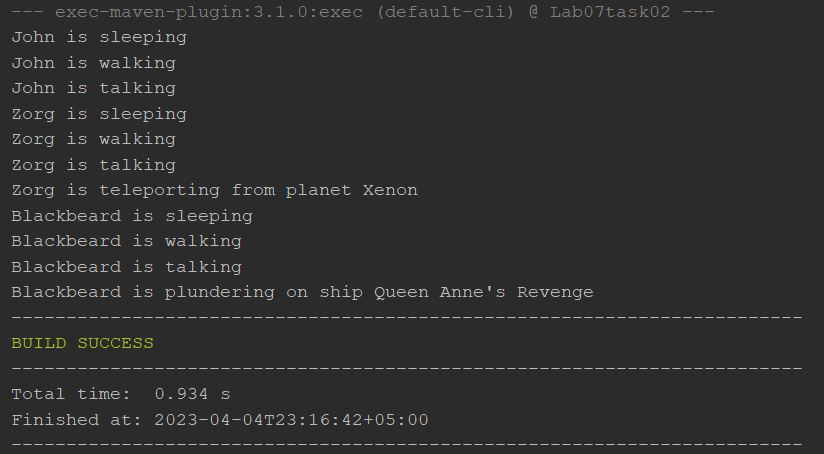 --- exec-maven-plugin:3.1.0:exec (default-cli) @ Lab07task02 ---
John is sleeping
John is walking
John is talking
Zorg is sleeping
Zorg is walking
Zorg is talking
Zorg is teleporting from planet Xenon
Blackbeard is sleeping
Blackbeard is walking
Blackbeard is talking
Blackbeard is plundering on ship Queen Anne's Revenge
------------------------------------------------------------------------
BUILD SUCCESS
------------------------------------------------------------------------
Total time:  0.934 s
Finished at: 2023-04-04T23:16:42+05:00
------------------------------------------------------------------------